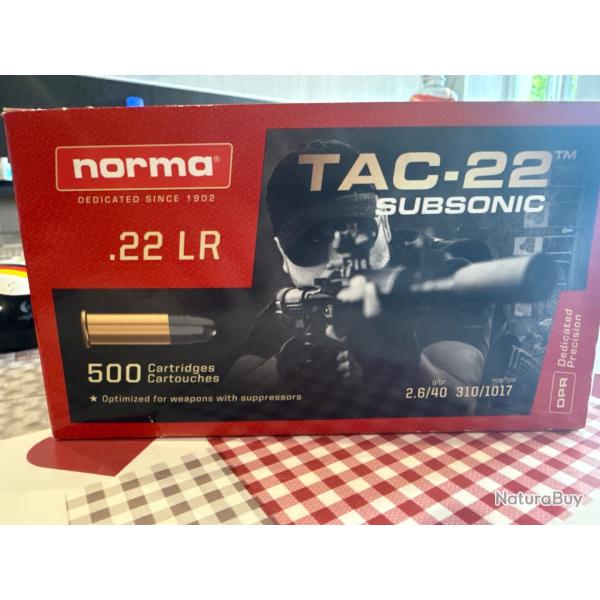 norma®
DEDICATED SINCE 1902
TAC-22™
SUBSONIC
.22 LR
500 Cartridges
Cartouches
★ Optimized for weapons with suppressors
g/gr
2.6/40
ms/fps
310/1017
DPR
Dedicated
Precision
NaturaBuy